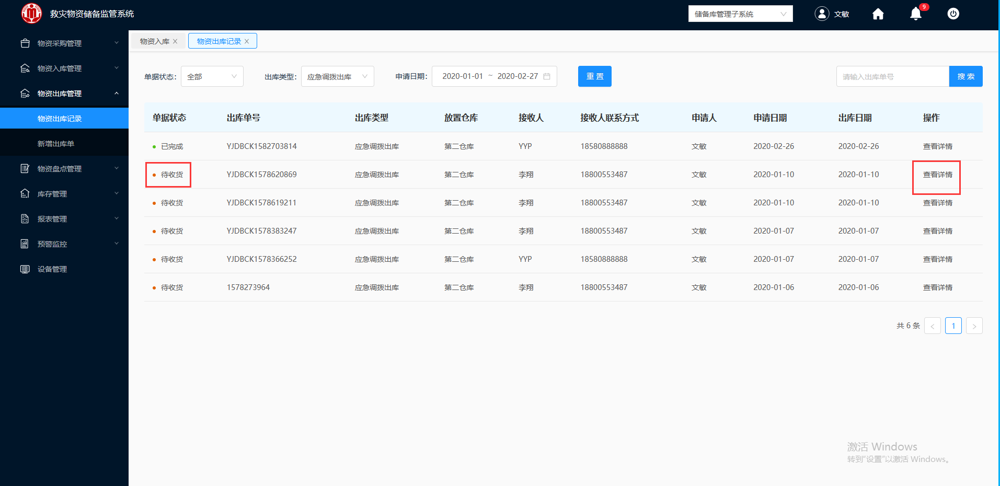 救灾物资储备监管系统
储备库管理子系统
文敏
9
物资采购管理
物资入库管理
物资出库管理
物资出库记录
新增出库单
物资盘点管理
库存管理
报表管理
预警监控
设备管理
物资入库 物资出库记录
单据状态: 全部 出库类型: 应急调拨出库 申请日期: 2020-01-01 ~ 2020-02-27 重 置 请输入出库单号 搜 索
单据状态 出库单号 出库类型 放置仓库 接收人 接收人联系方式 申请人 申请日期 出库日期 操作
已完成 YJDBCK1582703814 应急调拨出库 第二仓库 YYP 18580888888 文敏 2020-02-26 2020-02-26 查看详情
待收货 YJDBCK1578620869 应急调拨出库 第二仓库 李翔 18800553487 文敏 2020-01-10 2020-01-10 查看详情
待收货 YJDBCK1578619211 应急调拨出库 第二仓库 李翔 18800553487 文敏 2020-01-10 2020-01-10 查看详情
待收货 YJDBCK1578383247 应急调拨出库 第二仓库 李翔 18800553487 文敏 2020-01-07 2020-01-07 查看详情
待收货 YJDBCK1578366252 应急调拨出库 第二仓库 YYP 18580888888 文敏 2020-01-07 2020-01-07 查看详情
待收货 1578273964 应急调拨出库 第二仓库 李翔 18800553487 文敏 2020-01-06 2020-01-06 查看详情
共 6 条 < 1 >
激活 Windows
转到"设置"以激活 Windows。